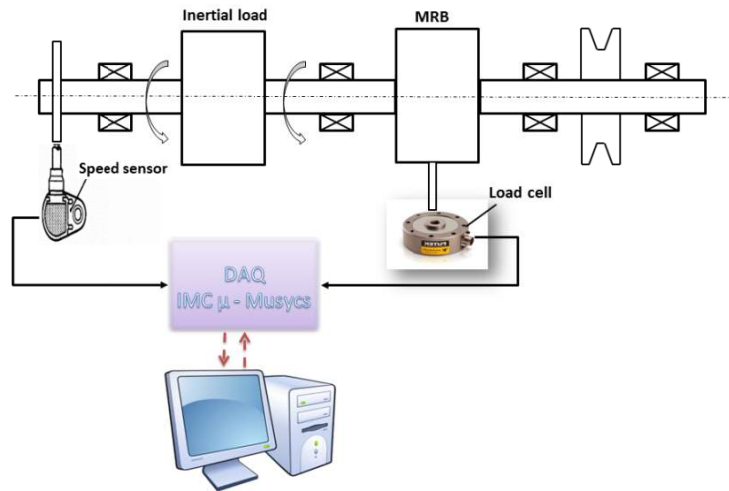 Inertial load
MRB
Speed sensor
Load cell
DAQ
IMC μ - Musycs